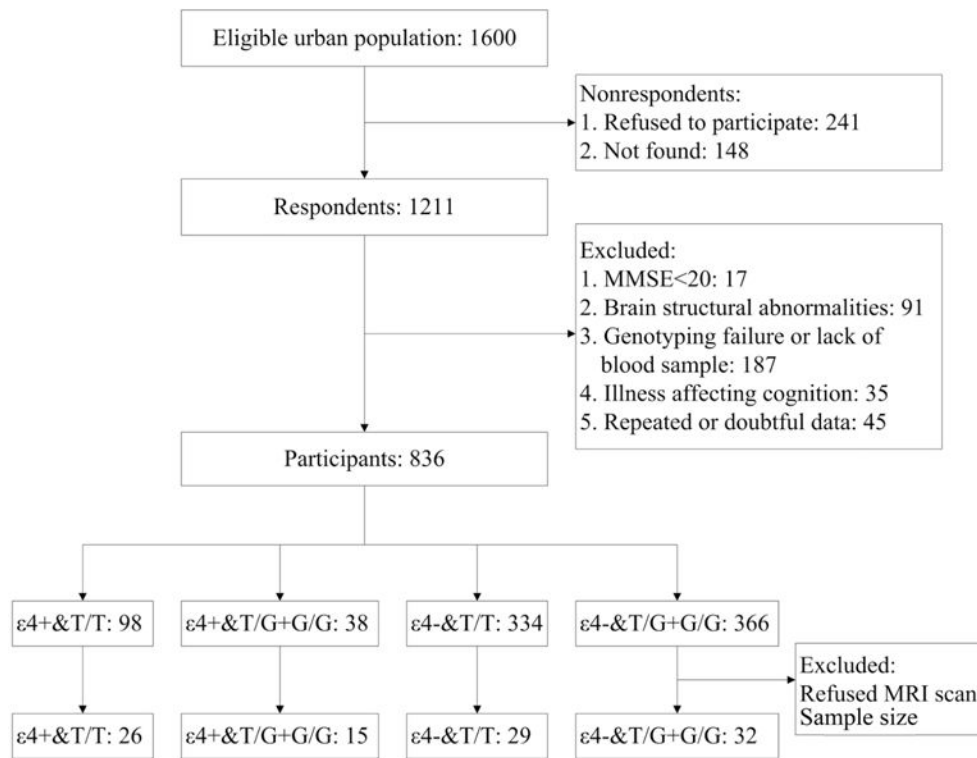 Eligible urban population: 1600
Nonrespondents:
1. Refused to participate: 241
2. Not found: 148
Respondents: 1211
Excluded:
1. MMSE<20: 17
2. Brain structural abnormalities: 91
3. Genotyping failure or lack of
blood sample: 187
4. Illness affecting cognition: 35
5. Repeated or doubtful data: 45
Participants: 836
ε4+&T/T: 98
ε4+&T/G+G/G: 38
ε4-&T/T: 334
ε4-&T/G+G/G: 366
Excluded:
Refused MRI scan
Sample size
ε4+&T/T: 26
ε4+&T/G+G/G: 15
ε4-&T/T: 29
ε4-&T/G+G/G: 32